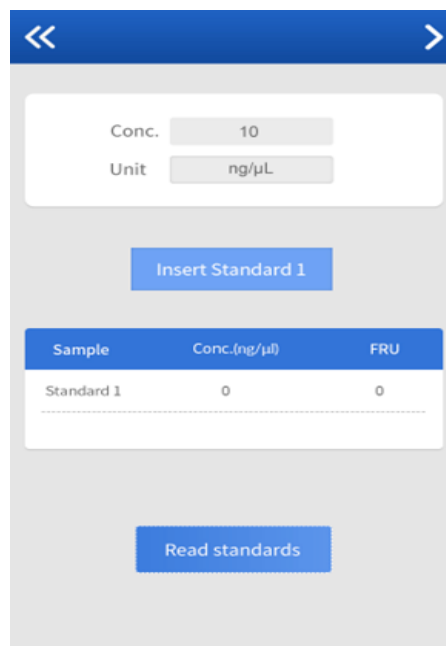 Conc. 10
Unit ng/μL
Insert Standard 1
Sample Conc.(ng/μl) FRU
Standard 1 0 0
Read standards